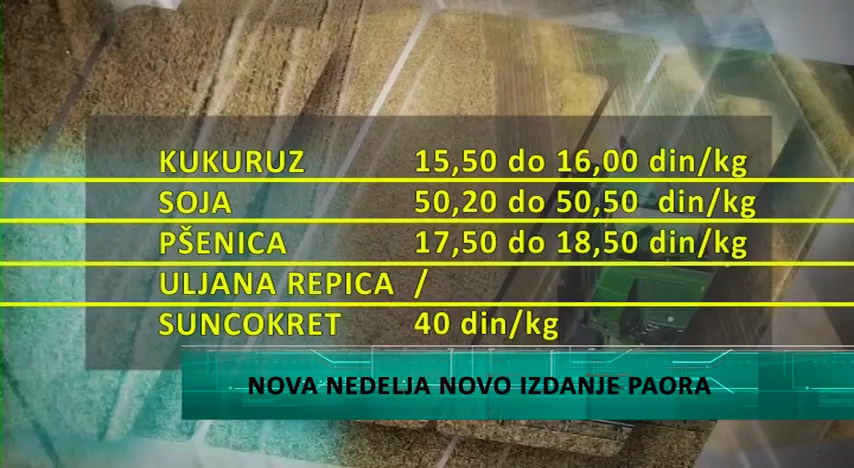 KUKURUZ 15,50 do 16,00 din/kg
SOJA 50,20 do 50,50 din/kg
PŠENICA 17,50 do 18,50 din/kg
ULJANA REPICA /
SUNCOKRET 40 din/kg
NOVA NEDELJA NOVO IZDANJE PAORA